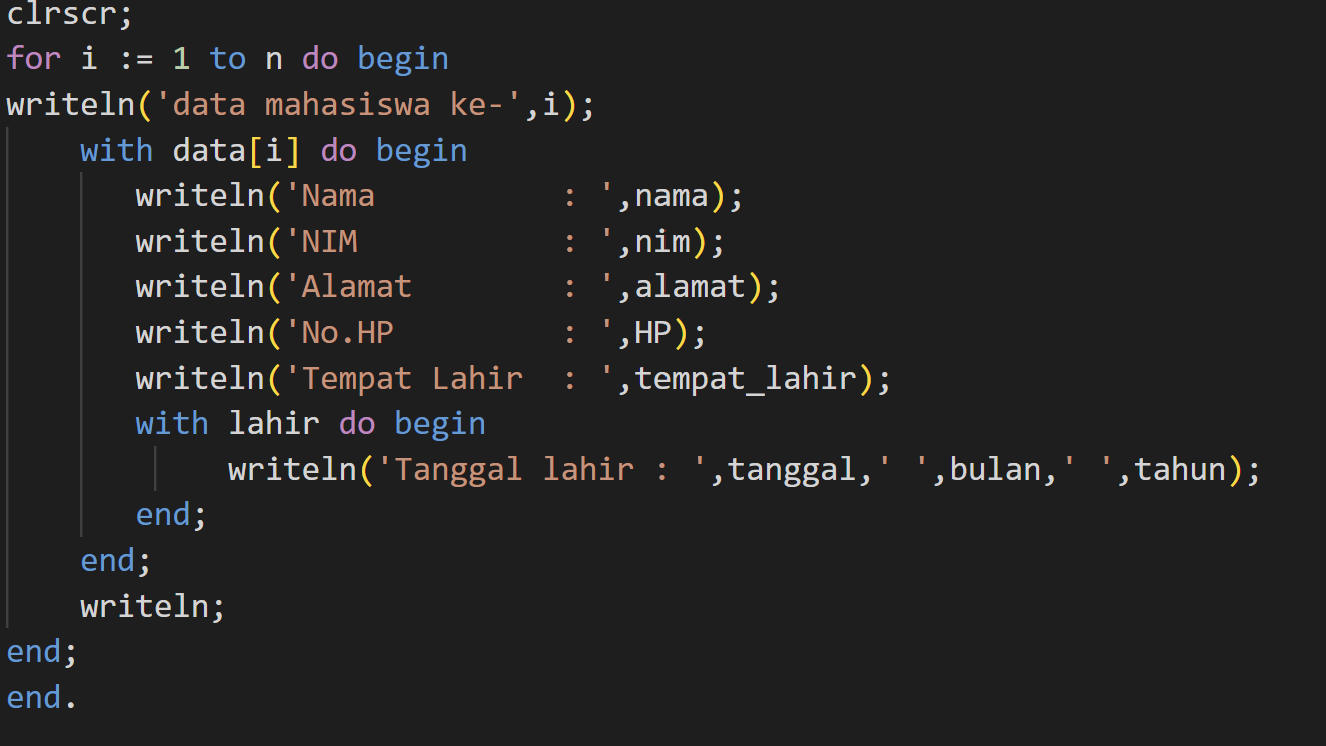 clrscr;
for i := 1 to n do begin
writeln('data mahasiswa ke-',i);
    with data[i] do begin
       writeln('Nama          : ',nama);
       writeln('NIM           : ',nim);
       writeln('Alamat        : ',alamat);
       writeln('No.HP         : ',HP);
       writeln('Tempat Lahir  : ',tempat_lahir);
       with lahir do begin
            writeln('Tanggal lahir : ',tanggal,' ',bulan,' ',tahun);
       end;
    end;
    writeln;
end;
end.